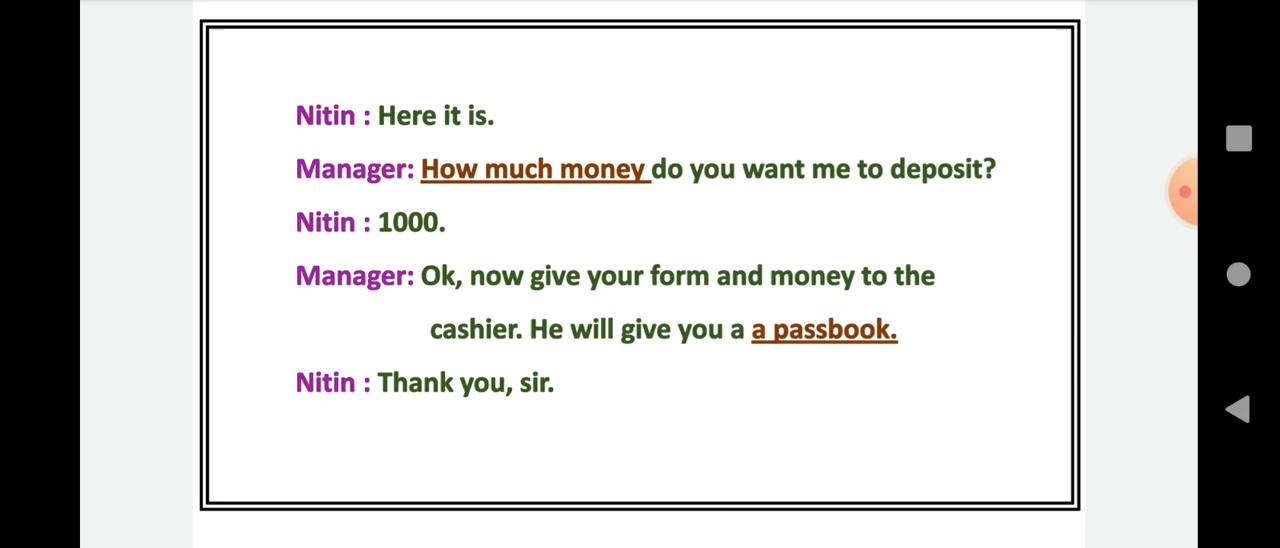 Nitin : Here it is.
Manager: How much money do you want me to deposit?
Nitin : 1000.
Manager: Ok, now give your form and money to the
cashier. He will give you a a passbook.
Nitin : Thank you, sir.